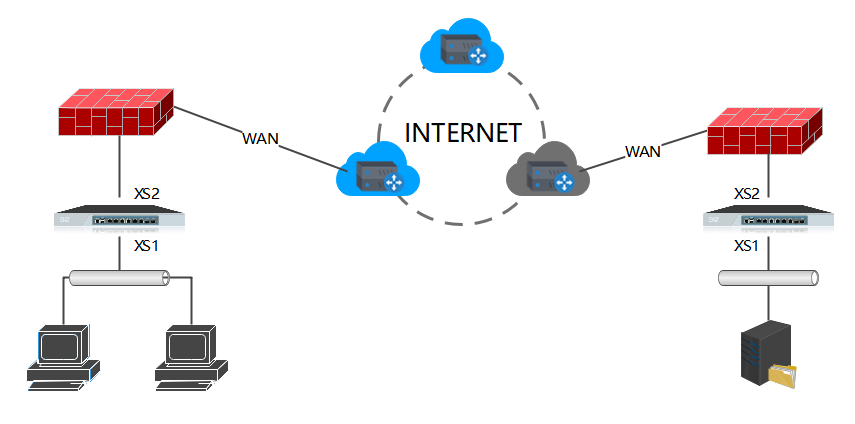 INTERNET
WAN
WAN
XS2
XS2
XS1
XS1